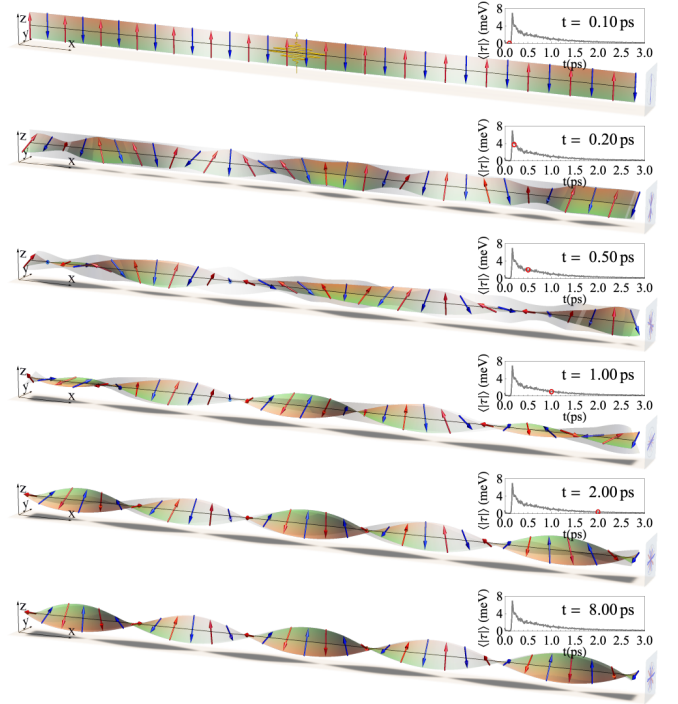 z
y
x
⟨|τ|⟩ (meV)
8
4
0
t = 0.10 ps
0.0 0.5 1.0 1.5 2.0 2.5 3.0
t(ps)
z
y
x
⟨|τ|⟩ (meV)
8
4
0
t = 0.20 ps
0.0 0.5 1.0 1.5 2.0 2.5 3.0
t(ps)
z
y
x
⟨|τ|⟩ (meV)
8
4
0
t = 0.50 ps
0.0 0.5 1.0 1.5 2.0 2.5 3.0
t(ps)
z
y
x
⟨|τ|⟩ (meV)
8
4
0
t = 1.00 ps
0.0 0.5 1.0 1.5 2.0 2.5 3.0
t(ps)
z
y
x
⟨|τ|⟩ (meV)
8
4
0
t = 2.00 ps
0.0 0.5 1.0 1.5 2.0 2.5 3.0
t(ps)
z
y
x
⟨|τ|⟩ (meV)
8
4
0
t = 8.00 ps
0.0 0.5 1.0 1.5 2.0 2.5 3.0
t(ps)